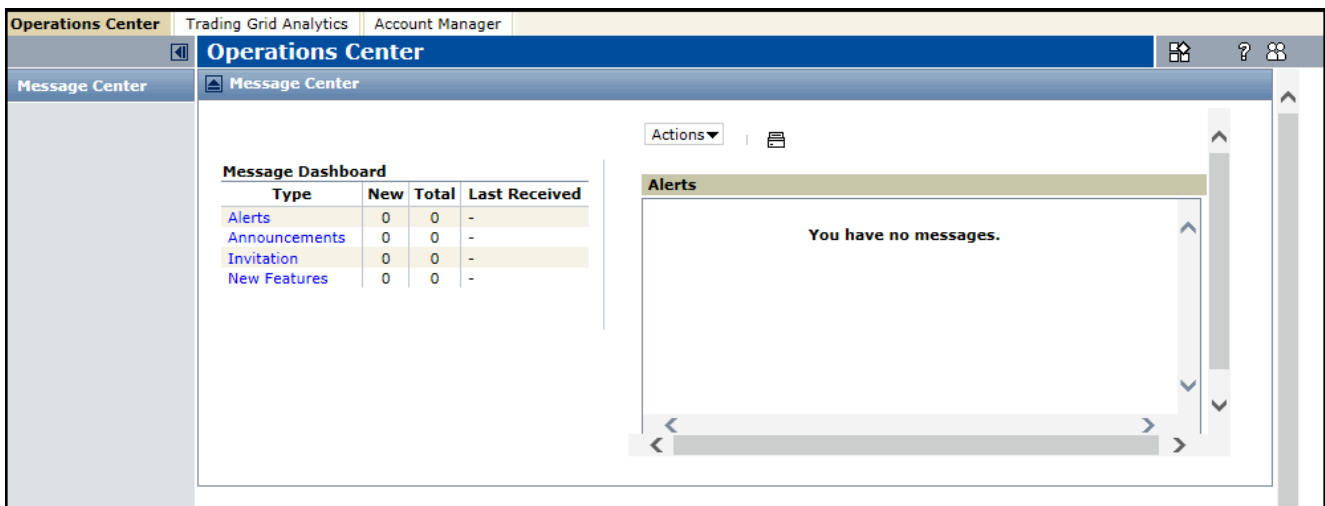 Operations Center Trading Grid Analytics Account Manager
Operations Center ?
Message Center
Message Center
Actions
Message Dashboard
Type New Total Last Received
Alerts 0 0 -
Announcements 0 0 -
Invitation 0 0 -
New Features 0 0 -
Alerts
You have no messages.